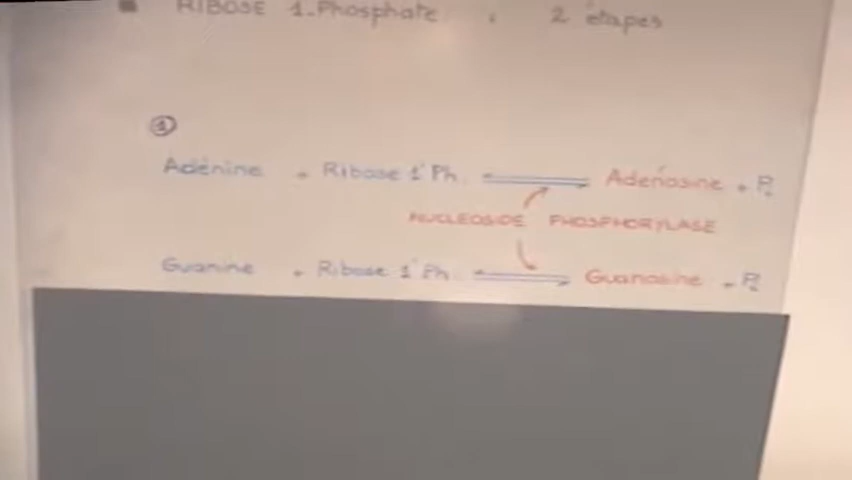 RIBOSE 1.Phosphate : 2 étapes
①
Adénine + Ribose 1 Ph. ⇌ Adénosine + Pi
NUCLEOSIDE PHOSPHORYLASE
Guanine + Ribose 1 Ph. ⇌ Guanosine + Pi